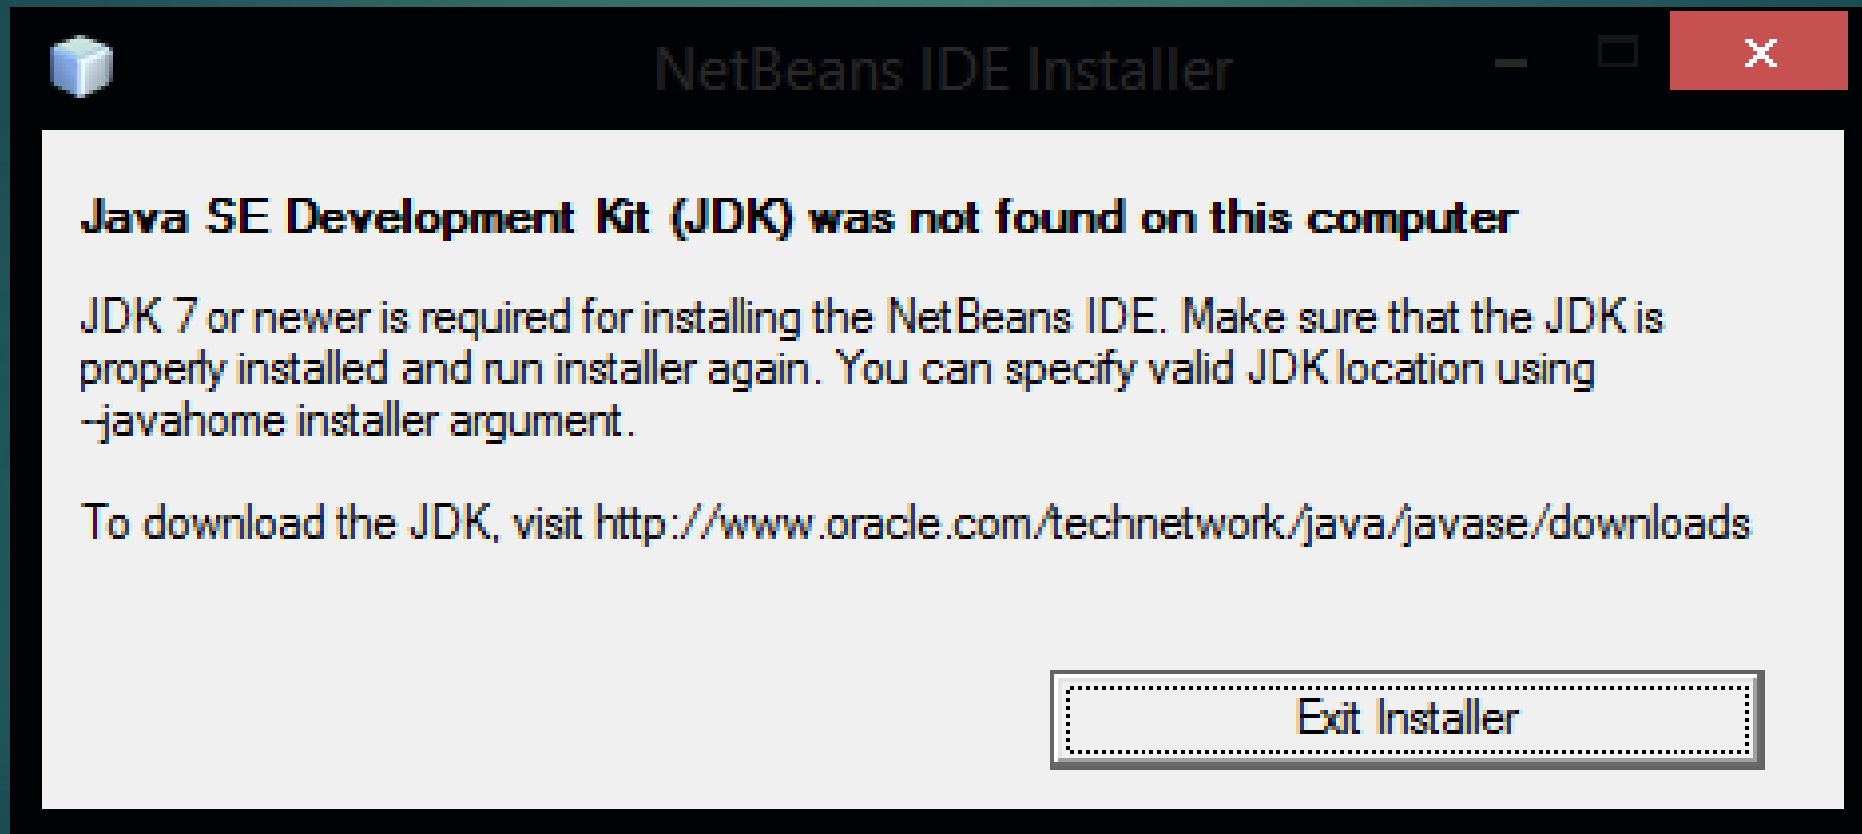 NetBeans IDE Installer
Java SE Development Kit (JDK) was not found on this computer
JDK 7 or newer is required for installing the NetBeans IDE. Make sure that the JDK is
properly installed and run installer again. You can specify valid JDK location using
--javahome installer argument.
To download the JDK, visit http://www.oracle.com/technetwork/java/javase/downloads
Exit Installer